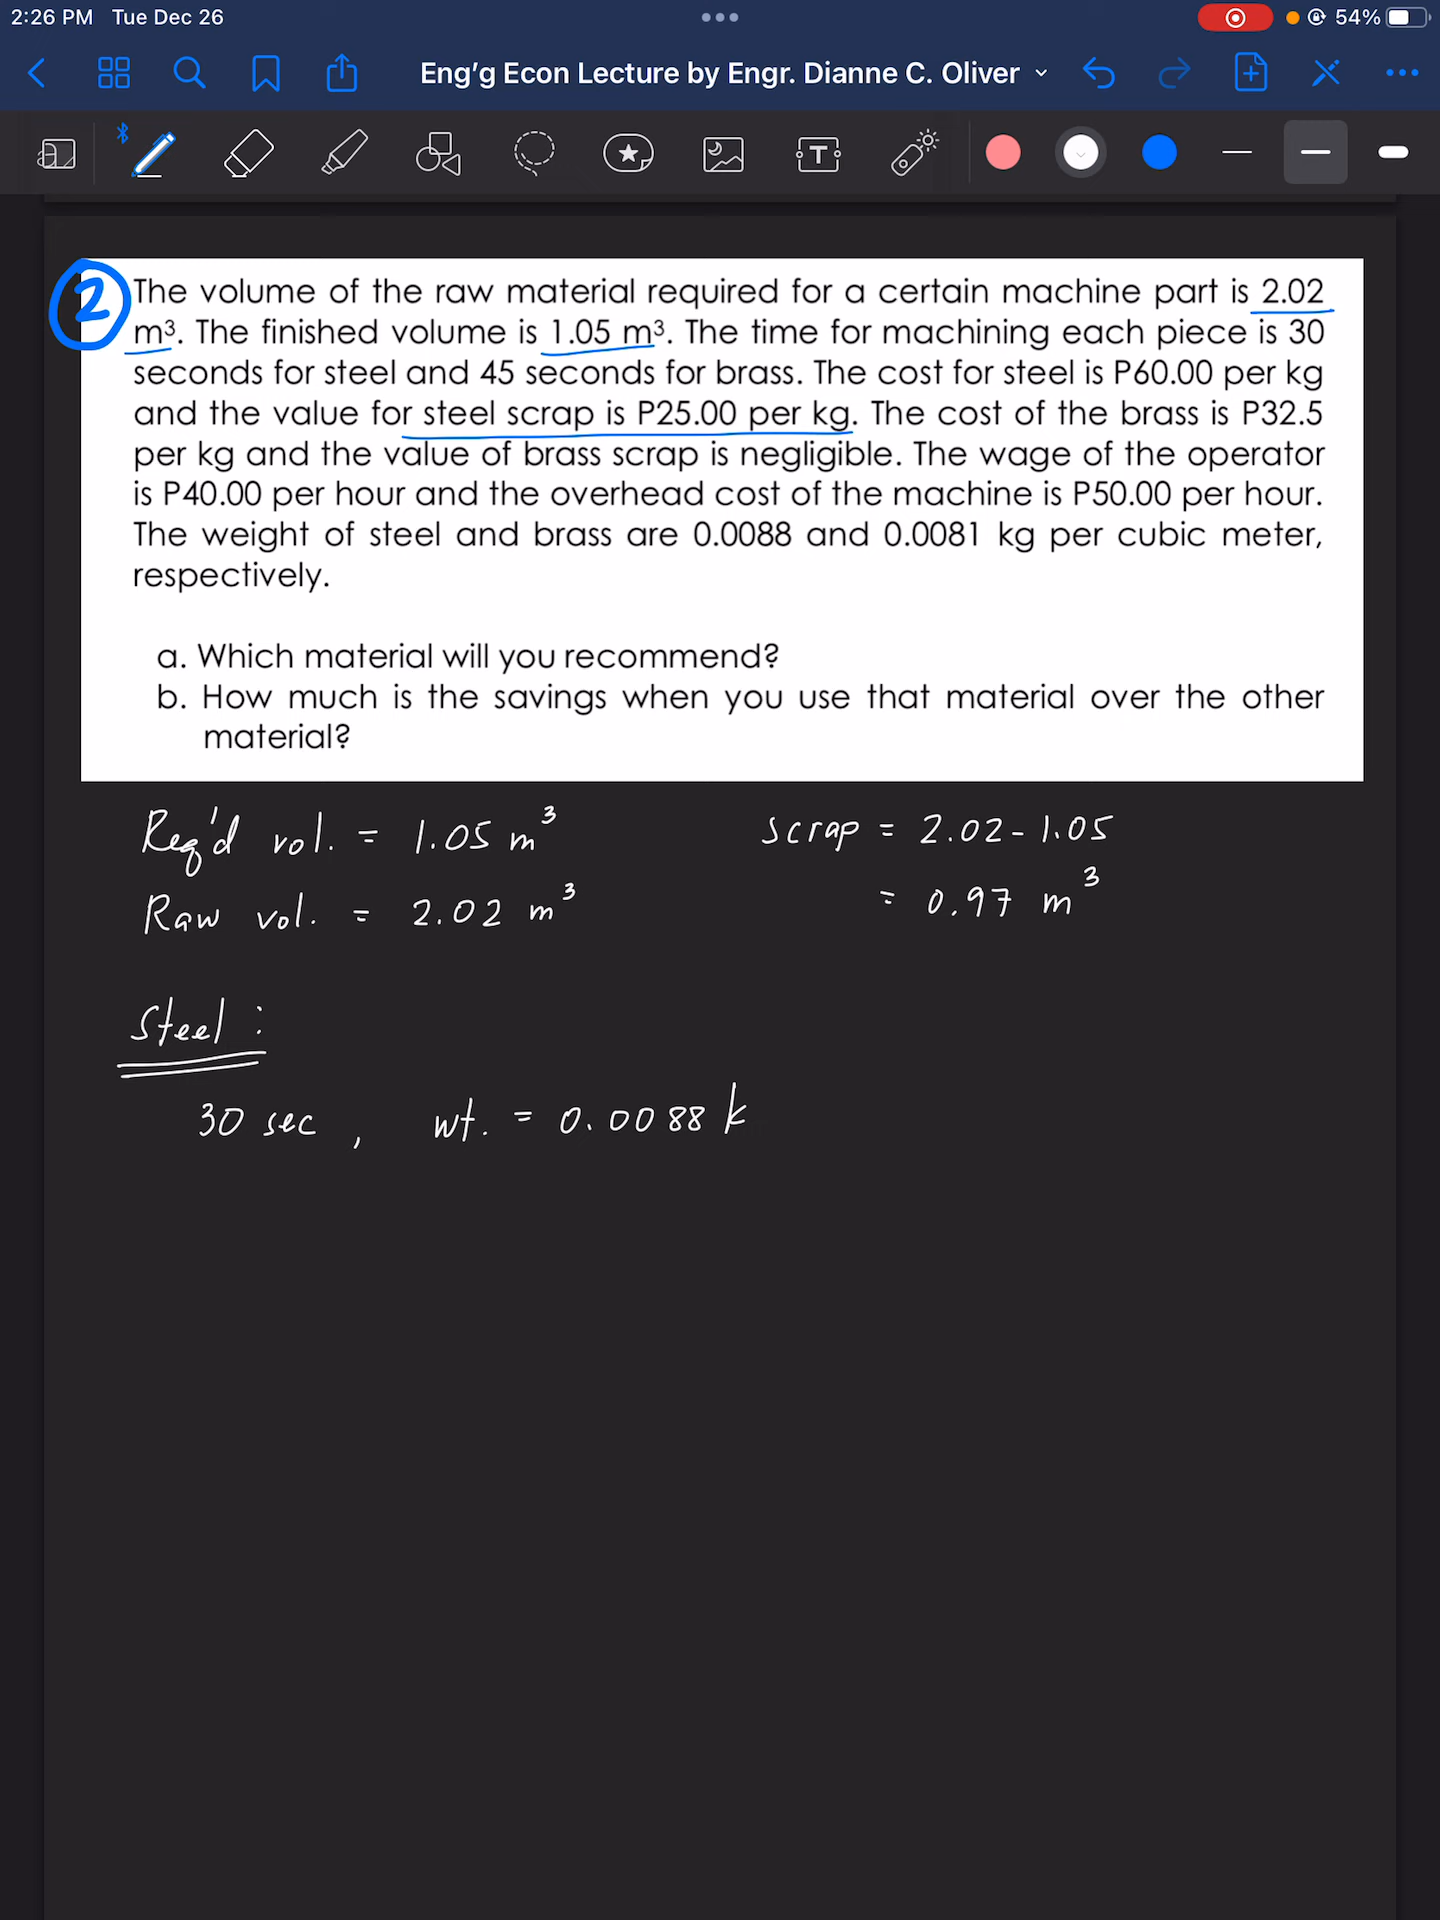 2:26 PM Tue Dec 26
54%
Eng'g Econ Lecture by Engr. Dianne C. Oliver
2
The volume of the raw material required for a certain machine part is 2.02
m³. The finished volume is 1.05 m³. The time for machining each piece is 30
seconds for steel and 45 seconds for brass. The cost for steel is P60.00 per kg
and the value for steel scrap is P25.00 per kg. The cost of the brass is P32.5
per kg and the value of brass scrap is negligible. The wage of the operator
is P40.00 per hour and the overhead cost of the machine is P50.00 per hour.
The weight of steel and brass are 0.0088 and 0.0081 kg per cubic meter,
respectively.
a. Which material will you recommend?
b. How much is the savings when you use that material over the other
material?
Req'd vol. = 1.05 m³
Raw vol. = 2.02 m³
scrap = 2.02 - 1.05
= 0.97 m³
Steel :
30 sec , wt. = 0.0088 k